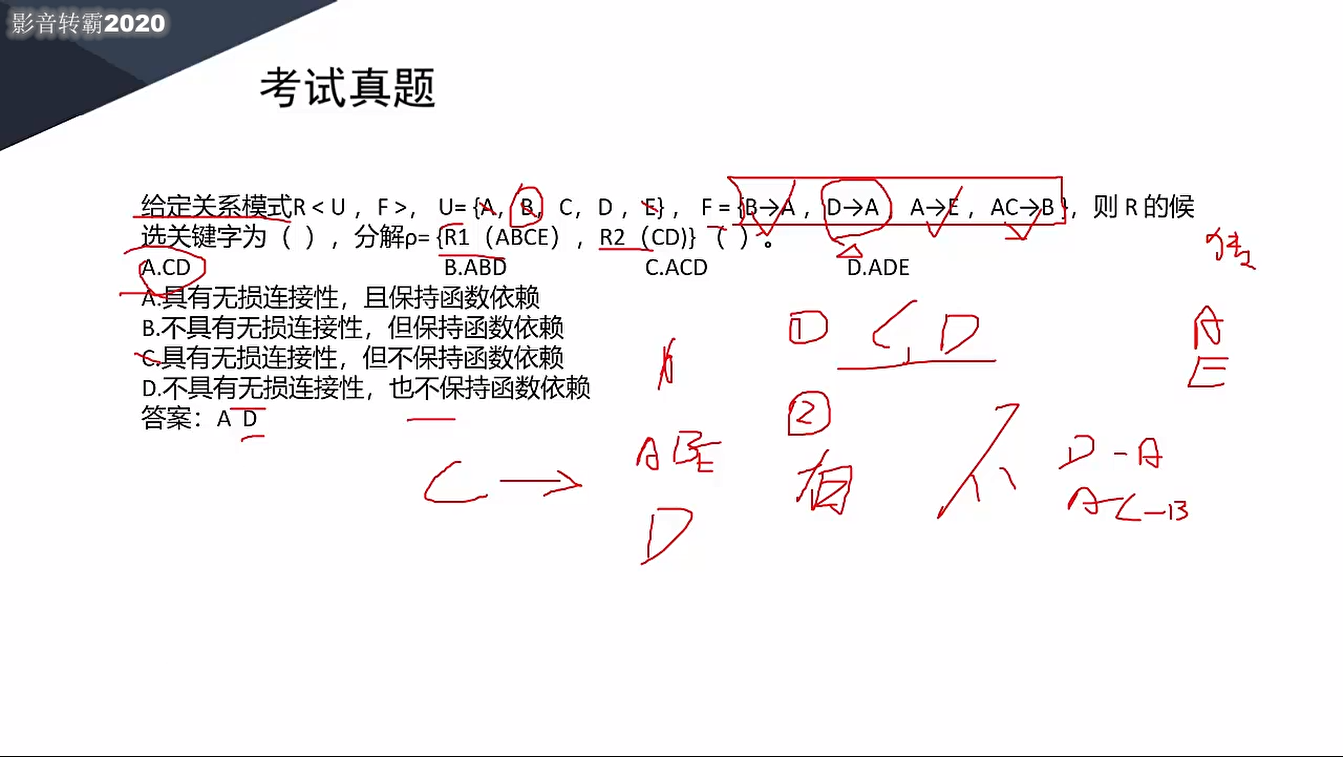 影音转霸2020
考试真题
给定关系模式R < U ，F >， U= {A，B，C，D ，E} ， F = {B→A ，D→A ，A→E ，AC→B }，则 R 的候
选关键字为（ ），分解ρ= {R1（ABCE），R2（CD)} （ ）。
A.CD B.ABD C.ACD D.ADE
A.具有无损连接性，且保持函数依赖
B.不具有无损连接性，但保持函数依赖
C.具有无损连接性，但不保持函数依赖
D.不具有无损连接性，也不保持函数依赖
答案：A D
① C, D
A
E
②
C → ABE
D
不
D - A
AC - B